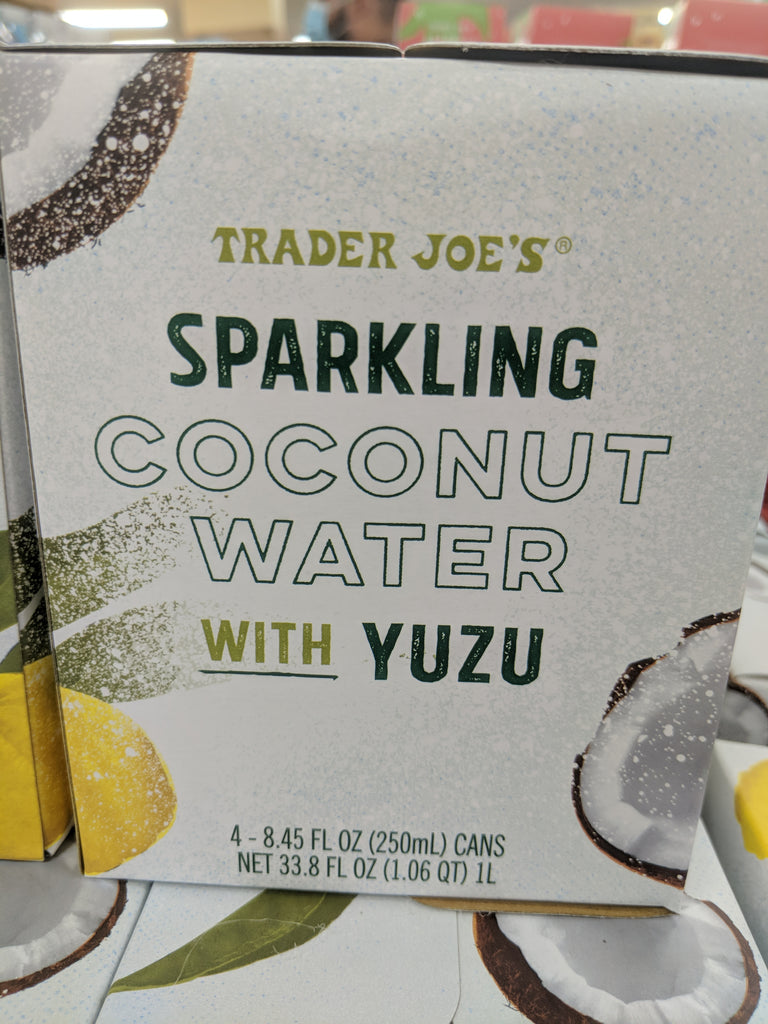 TRADER JOE'S®
SPARKLING
COCONUT
WATER
WITH YUZU
4 - 8.45 FL OZ (250mL) CANS
NET 33.8 FL OZ (1.06 QT) 1L